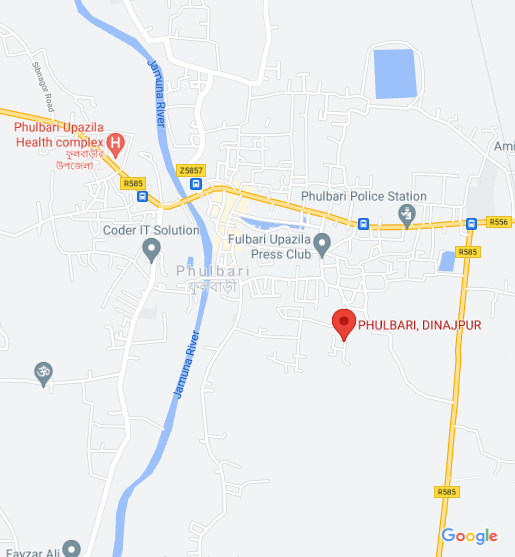 Sibnagor Road
Jamuna River
Phulbari Upazila
Health complex
ফুলবাড়ীর
উপজেলা
H
Z5857
R585
Ami
Phulbari Police Station
R556
Coder IT Solution
Fulbari Upazila
Press Club
R585
Phulbari
ফুলবাড়ী
PHULBARI, DINAJPUR
Jamuna River
ॐ
R585
Fayzar Ali
Google